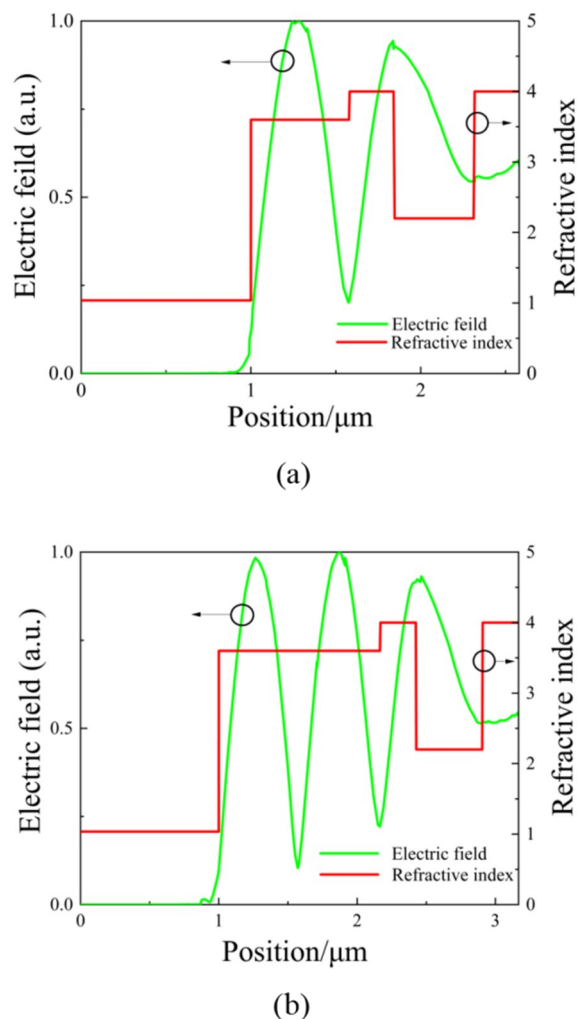 1.0
0.5
0.0
Electric feild (a.u.)
5
4
3
2
1
0
Refractive index
Electric feild
Refractive index
0
1
2
Position/μm
(a)
1.0
0.5
0.0
Electric field (a.u.)
5
4
3
2
1
0
Refractive index
Electric field
Refractive index
0
1
2
3
Position/μm
(b)